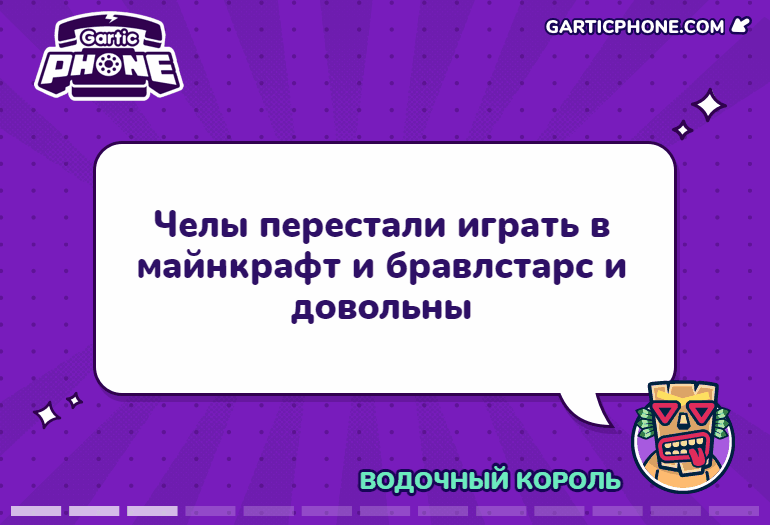 Gartic
PHONE
GARTICPHONE.COM
Челы перестали играть в
майнкрафт и бравлстарс и
довольны
ВОДОЧНЫЙ КОРОЛЬ